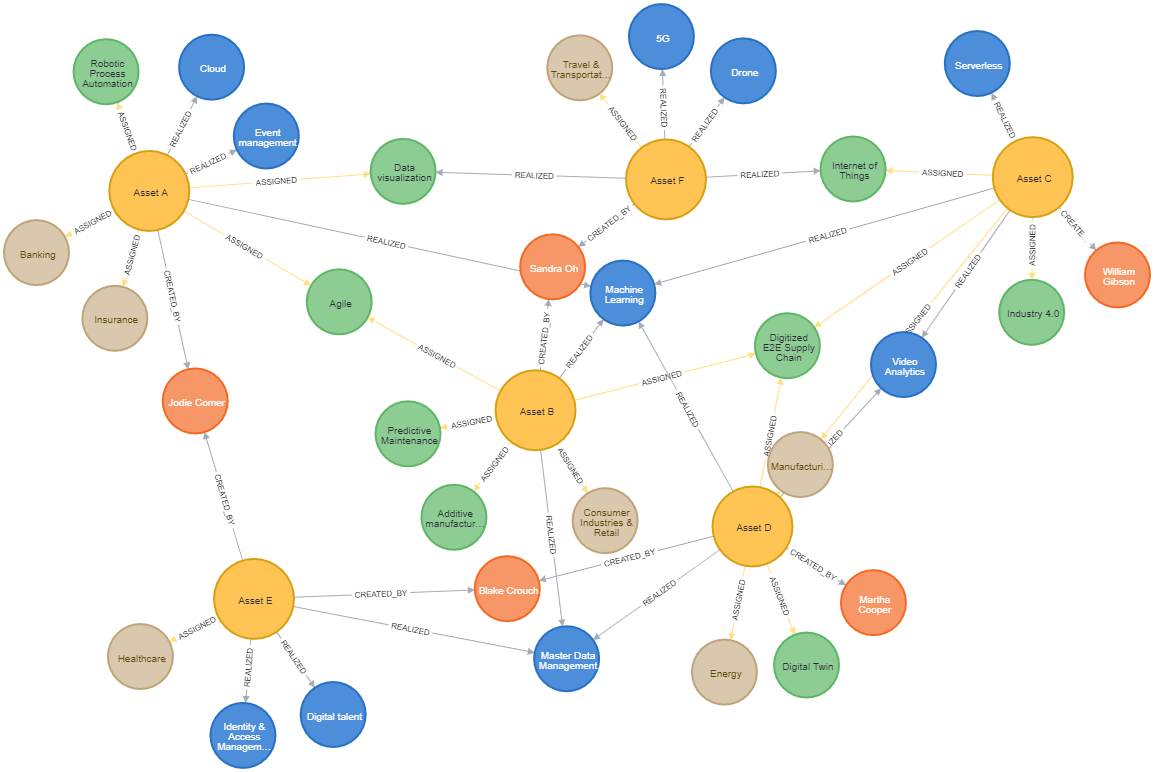 5G
Robotic
Process
Automation
Cloud
Travel &
Transportat...
Drone
Serverless
ASSIGNED
REALIZED
ASSIGNED
REALIZED
REALIZED
REALIZED
Event
management
REALIZED
Data
visualization
ASSIGNED
REALIZED
Asset F
REALIZED
Internet of
Things
ASSIGNED
Asset C
Asset A
Banking
ASSIGNED
ASSIGNED
ASSIGNED
REALIZED
CREATED_BY
REALIZED
CREATE...
ASSIGNED
ASSIGNED
REALIZED
Sandra Oh
William
Gibson
CREATED_BY
Agile
Machine
Learning
Insurance
Industry 4.0
Digitized
E2E Supply
Chain
SSIGNED
CREATED_BY
REALIZED
ASSIGNED
Video
Analytics
ASSIGNED
Jodie Comer
Asset B
REALIZED
Predictive
Maintenance
ASSIGNED
ASSIGNED
IZED
ASSIGNED
ASSIGNED
Manufacturi...
CREATED_BY
Additive
manufactur...
Consumer
Industries &
Retail
REALIZED
Asset D
CREATED_BY
CREATED_BY
Asset E
CREATED_BY
Blake Crouch
REALIZED
ASSIGNED
ASSIGNED
Martha
Cooper
ASSIGNED
REALIZED
Healthcare
REALIZED
REALIZED
Master Data
Management
Energy
Digital Twin
Identity &
Access
Managem...
Digital talent